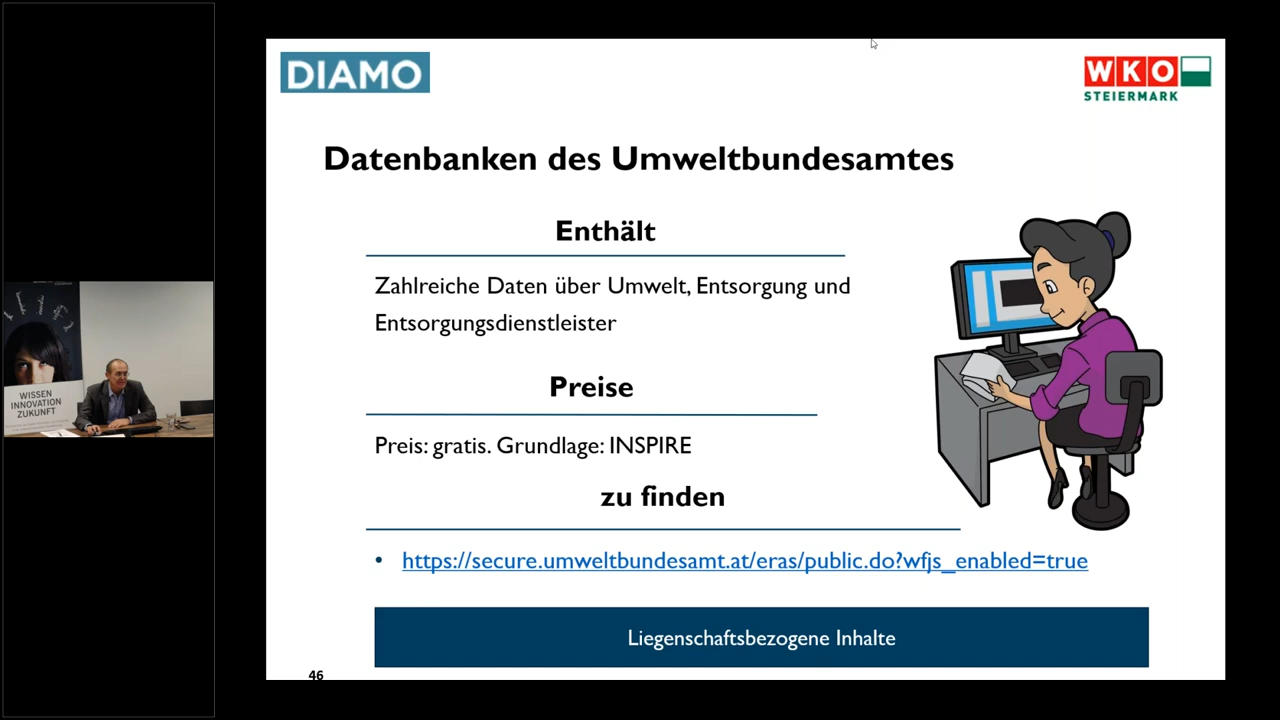 DIAMO
WKO
STEIERMARK
Datenbanken des Umweltbundesamtes
Enthält
Zahlreiche Daten über Umwelt, Entsorgung und
Entsorgungsdienstleister
Preise
Preis: gratis. Grundlage: INSPIRE
zu finden
• https://secure.umweltbundesamt.at/eras/public.do?wfjs_enabled=true
Liegenschaftsbezogene Inhalte
46
WISSEN
INNOVATION
ZUKUNFT